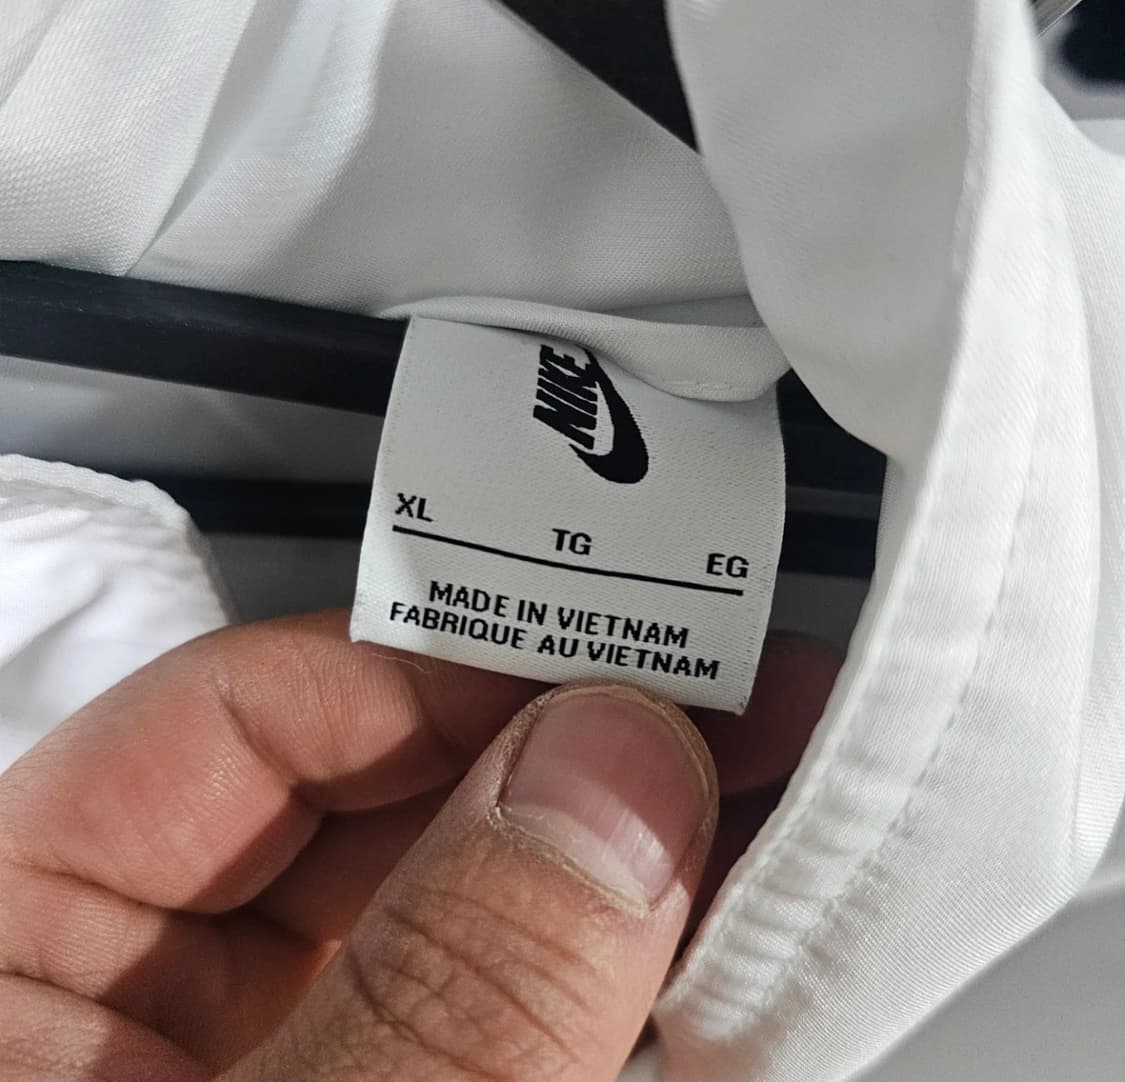 NIKE
XL TG EG
MADE IN VIETNAM
FABRIQUE AU VIETNAM